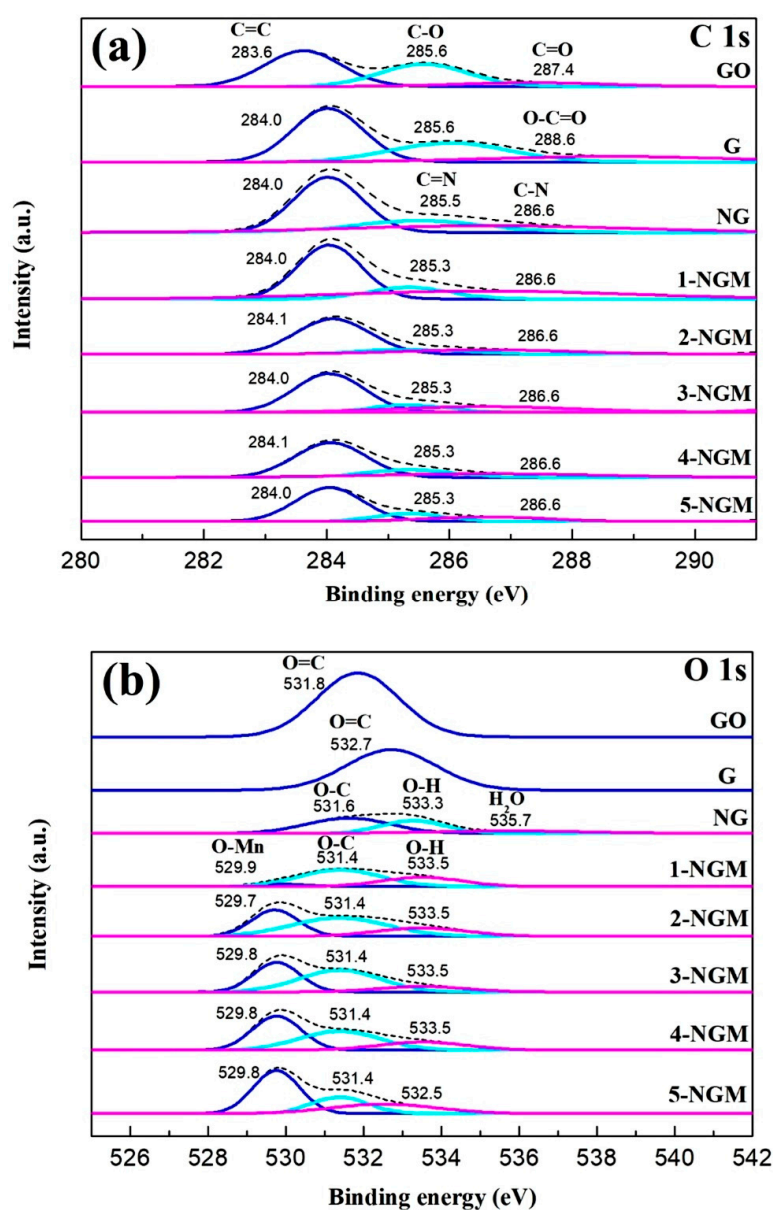 (a)
C 1s
C=C
283.6
C-O
285.6
C=O
287.4
GO
284.0
285.6
O-C=O
288.6
G
284.0
C=N
285.5
C-N
286.6
NG
284.0
285.3
286.6
1-NGM
284.1
285.3
286.6
2-NGM
284.0
285.3
286.6
3-NGM
284.1
285.3
286.6
4-NGM
284.0
285.3
286.6
5-NGM
Intensity (a.u.)
280 282 284 286 288 290
Binding energy (eV)
(b)
O 1s
O=C
531.8
GO
O=C
532.7
G
O-C
531.6
O-H
533.3
H₂O
535.7
NG
O-Mn
529.9
O-C
531.4
O-H
533.5
1-NGM
529.7
531.4
533.5
2-NGM
529.8
531.4
533.5
3-NGM
529.8
531.4
533.5
4-NGM
529.8
531.4
532.5
5-NGM
Intensity (a.u.)
526 528 530 532 534 536 538 540 542
Binding energy (eV)